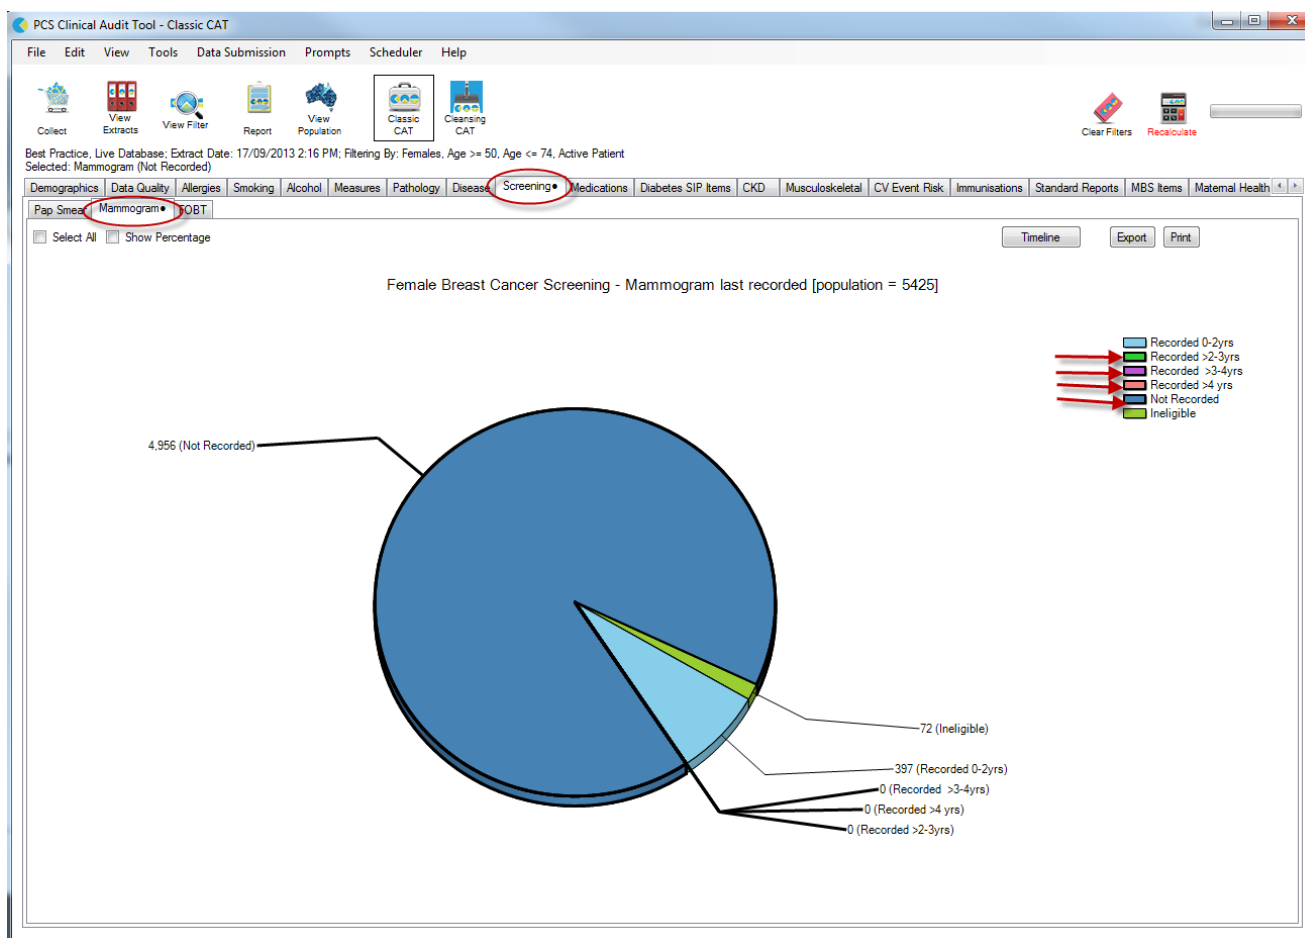 PCS Clinical Audit Tool - Classic CAT
File Edit View Tools Data Submission Prompts Scheduler Help
Collect
View Extracts
View Filter
Report
View Population
Classic CAT
Cleansing CAT
Clear Filters
Recalculate
Best Practice, Live Database; Extract Date: 17/09/2013 2:16 PM; Filtering By: Females, Age >= 50, Age <= 74, Active Patient
Selected: Mammogram (Not Recorded)
Demographics Data Quality Allergies Smoking Alcohol Measures Pathology Disease Screening● Medications Diabetes SIP Items CKD Musculoskeletal CV Event Risk Immunisations Standard Reports MBS Items Maternal Health
Pap Smear Mammogram● FOBT
Select All Show Percentage Timeline Export Print
Female Breast Cancer Screening - Mammogram last recorded [population = 5425]
Recorded 0-2yrs
Recorded >2-3yrs
Recorded >3-4yrs
Recorded >4 yrs
Not Recorded
Ineligible
4,956 (Not Recorded)
72 (Ineligible)
397 (Recorded 0-2yrs)
0 (Recorded >3-4yrs)
0 (Recorded >4 yrs)
0 (Recorded >2-3yrs)